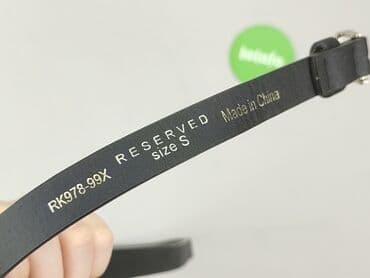 RK978-99X
RESERVED
size S
Made in China